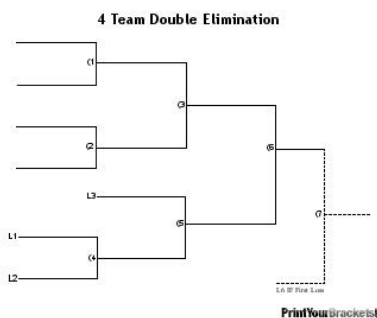 4 Team Double Elimination
(1
(3
(2
(6
L3
(7
(5
L1
(4
L2
L6 If First Loss
PrintYourBrackets!